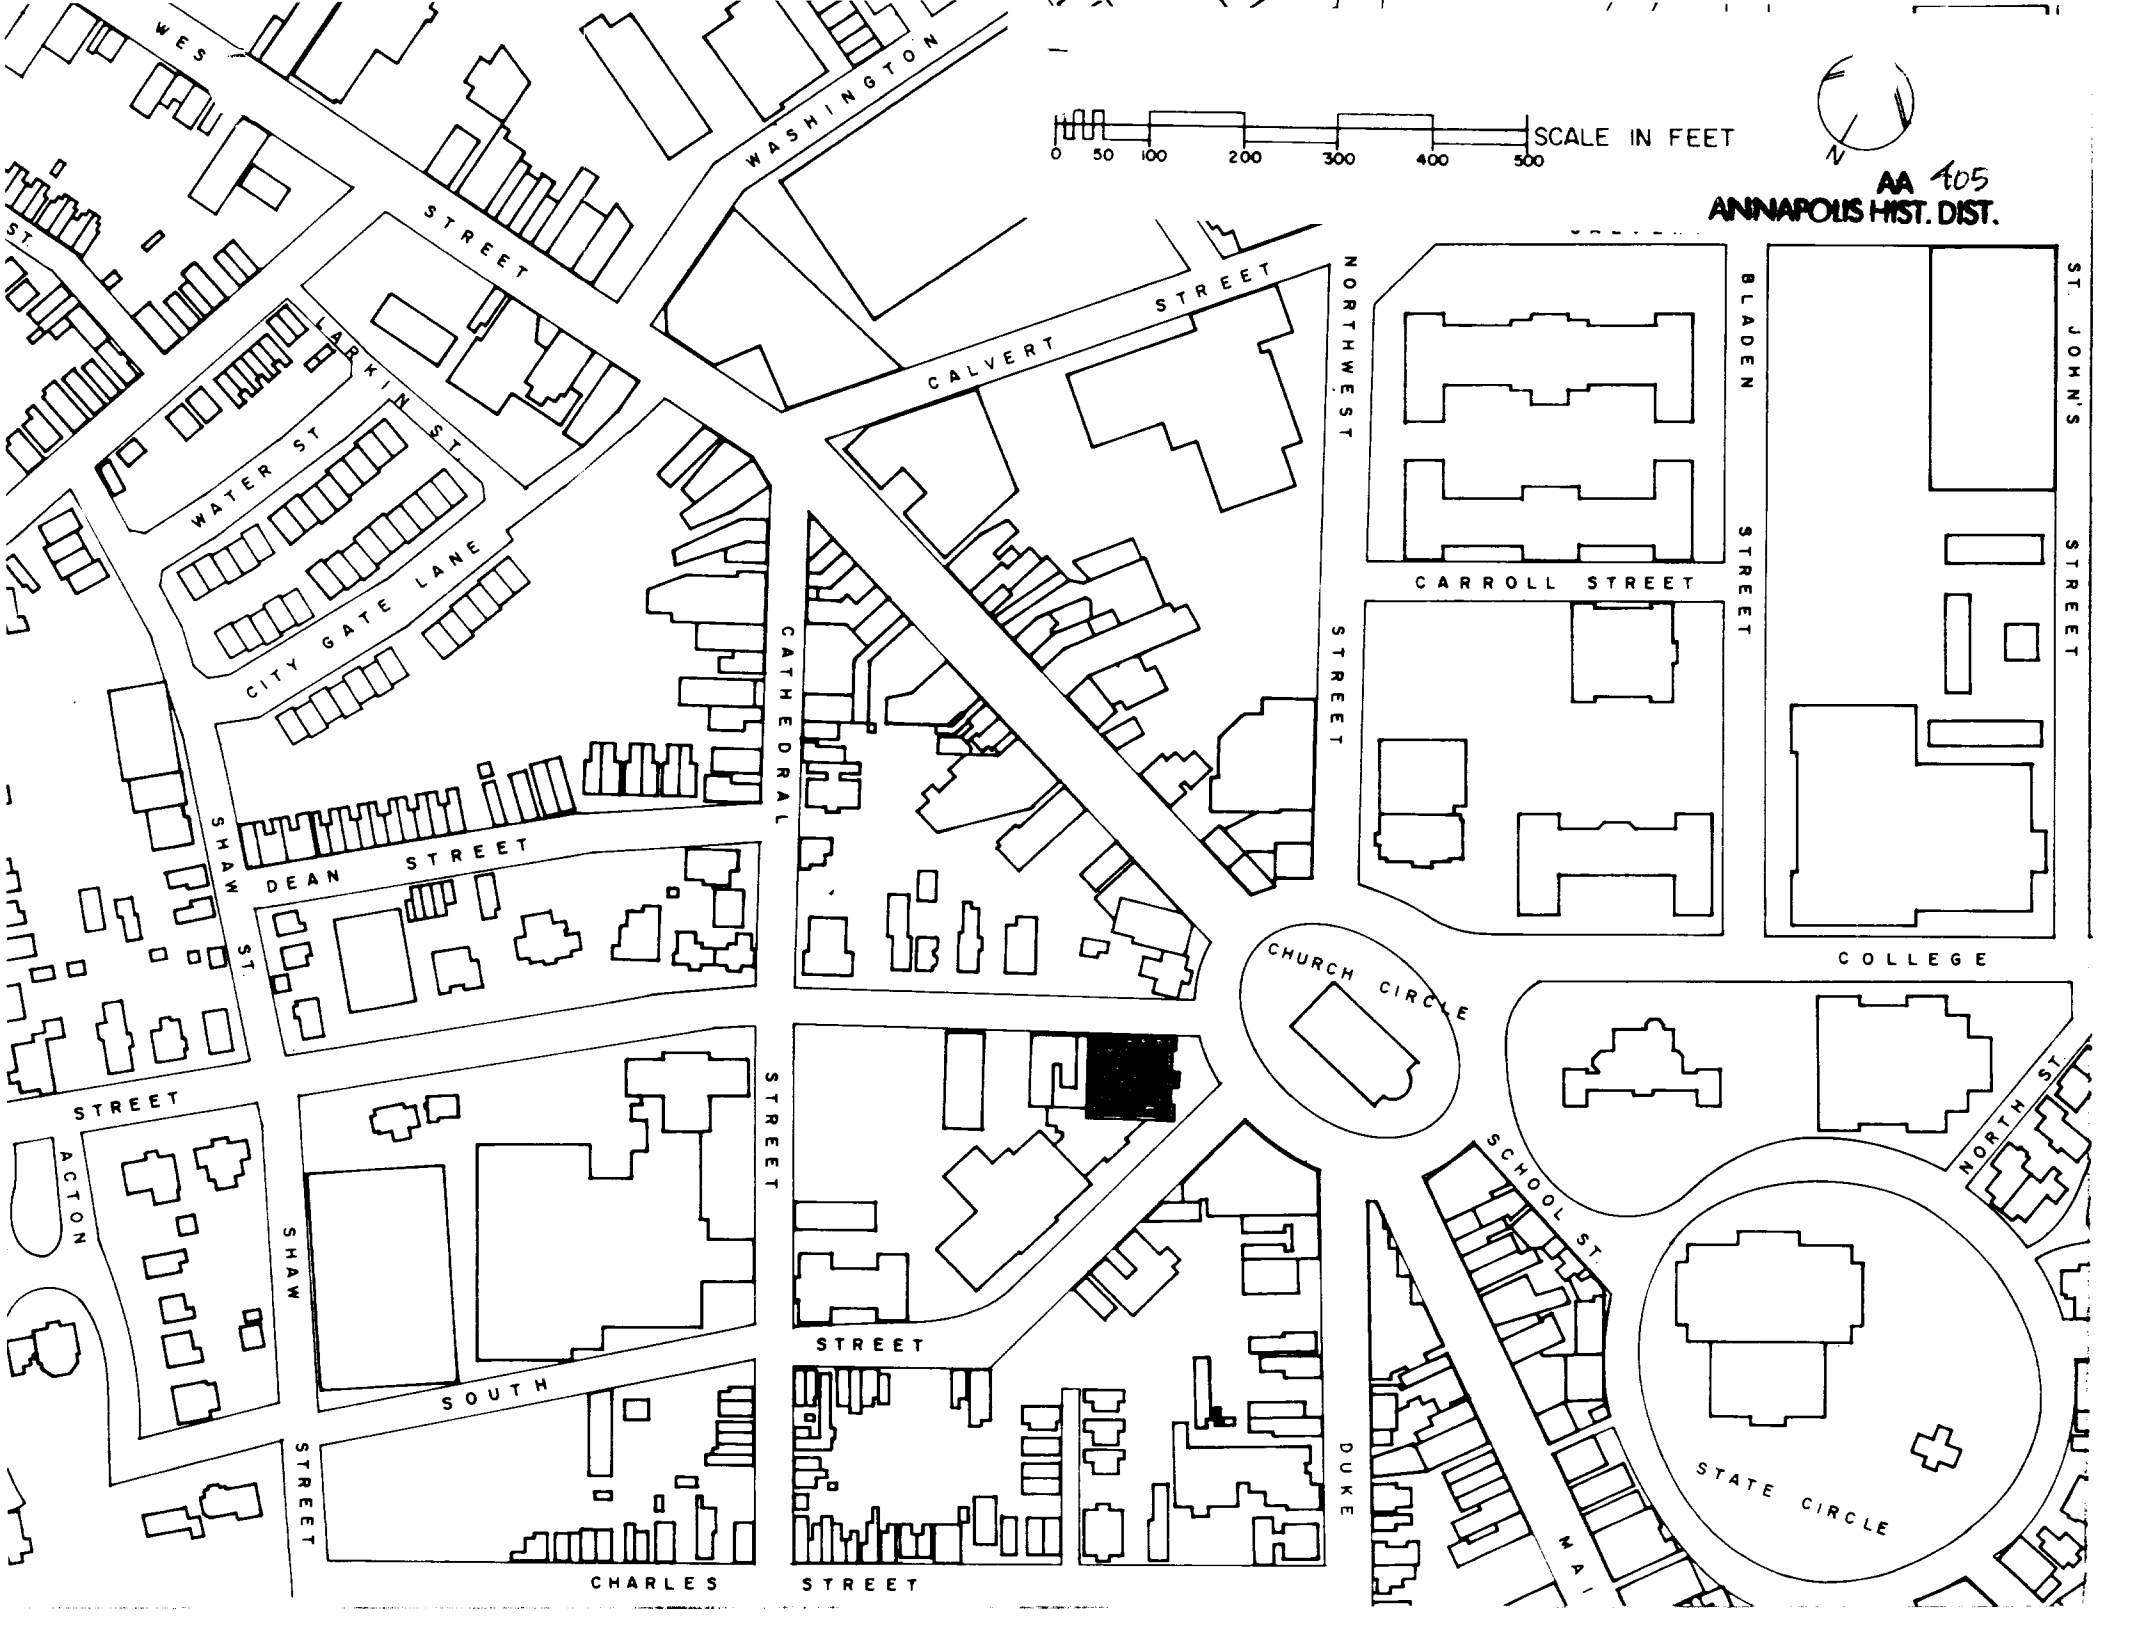 WES
STREET
WASHINGTON
0 50 100 200 300 400 500
SCALE IN FEET
N
AA 405
ANNAPOLIS HIST. DIST.
ST.
LARKIN ST.
WATER ST
CITY GATE LANE
CALVERT STREET
NORTHWEST STREET
BLADEN STREET
ST. JOHN'S STREET
CARROLL STREET
CATHEDRAL STREET
SHAW ST.
DEAN STREET
CHURCH CIRCLE
COLLEGE
NORTH ST
STREET
ACTON
SHAW STREET
SCHOOL ST
SOUTH STREET
STATE CIRCLE
DUKE
MAI
CHARLES STREET